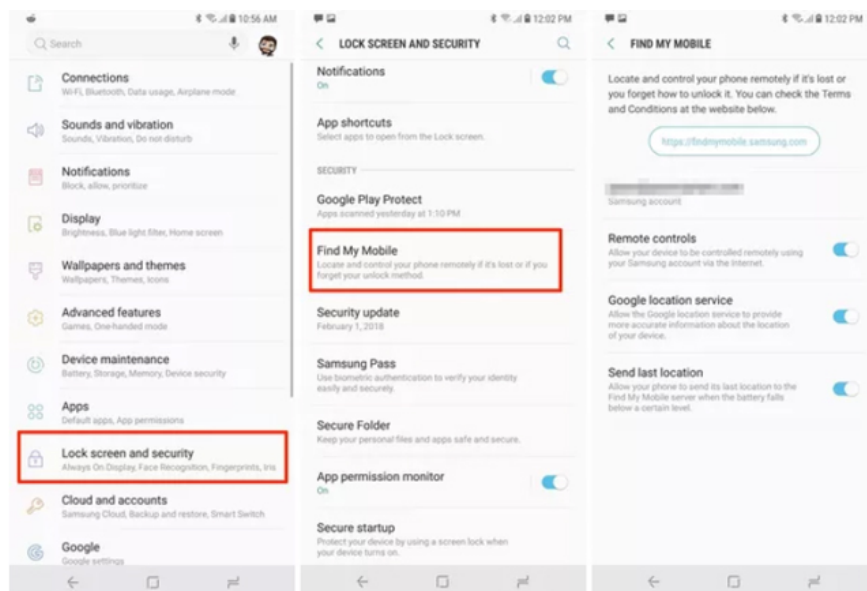 10:56 AM
Search
Connections
Wi-Fi, Bluetooth, Data usage, Airplane mode
Sounds and vibration
Sounds, Vibration, Do not disturb
Notifications
Block, allow, prioritize
Display
Brightness, Blue light filter, Home screen
Wallpapers and themes
Wallpapers, Themes, Icons
Advanced features
Games, One-handed mode
Device maintenance
Battery, Storage, Memory, Device security
Apps
Default apps, App permissions
Lock screen and security
Always On Display, Face Recognition, Fingerprints, Iris
Cloud and accounts
Samsung Cloud, Backup and restore, Smart Switch
Google
Google settings
12:02 PM
LOCK SCREEN AND SECURITY
Notifications
On
App shortcuts
Select apps to open from the Lock screen.
SECURITY
Google Play Protect
Apps scanned yesterday at 1:10 PM
Find My Mobile
Locate and control your phone remotely if it's lost or if you
forget your unlock method.
Security update
February 1, 2018
Samsung Pass
Use biometric authentication to verify your identity
easily and securely.
Secure Folder
Keep your personal files and apps safe and secure.
App permission monitor
On
Secure startup
Protect your device by using a screen lock when
your device turns on.
12:02 PM
FIND MY MOBILE
Locate and control your phone remotely if it's lost or
you forget how to unlock it. You can check the Terms
and Conditions at the website below.
https://findmymobile.samsung.com
Samsung account
Remote controls
Allow your device to be controlled remotely using
your Samsung account via the Internet.
Google location service
Allow the Google location service to provide
more accurate information about the location
of your device.
Send last location
Allow your phone to send its last location to the
Find My Mobile server when the battery falls
below a certain level.